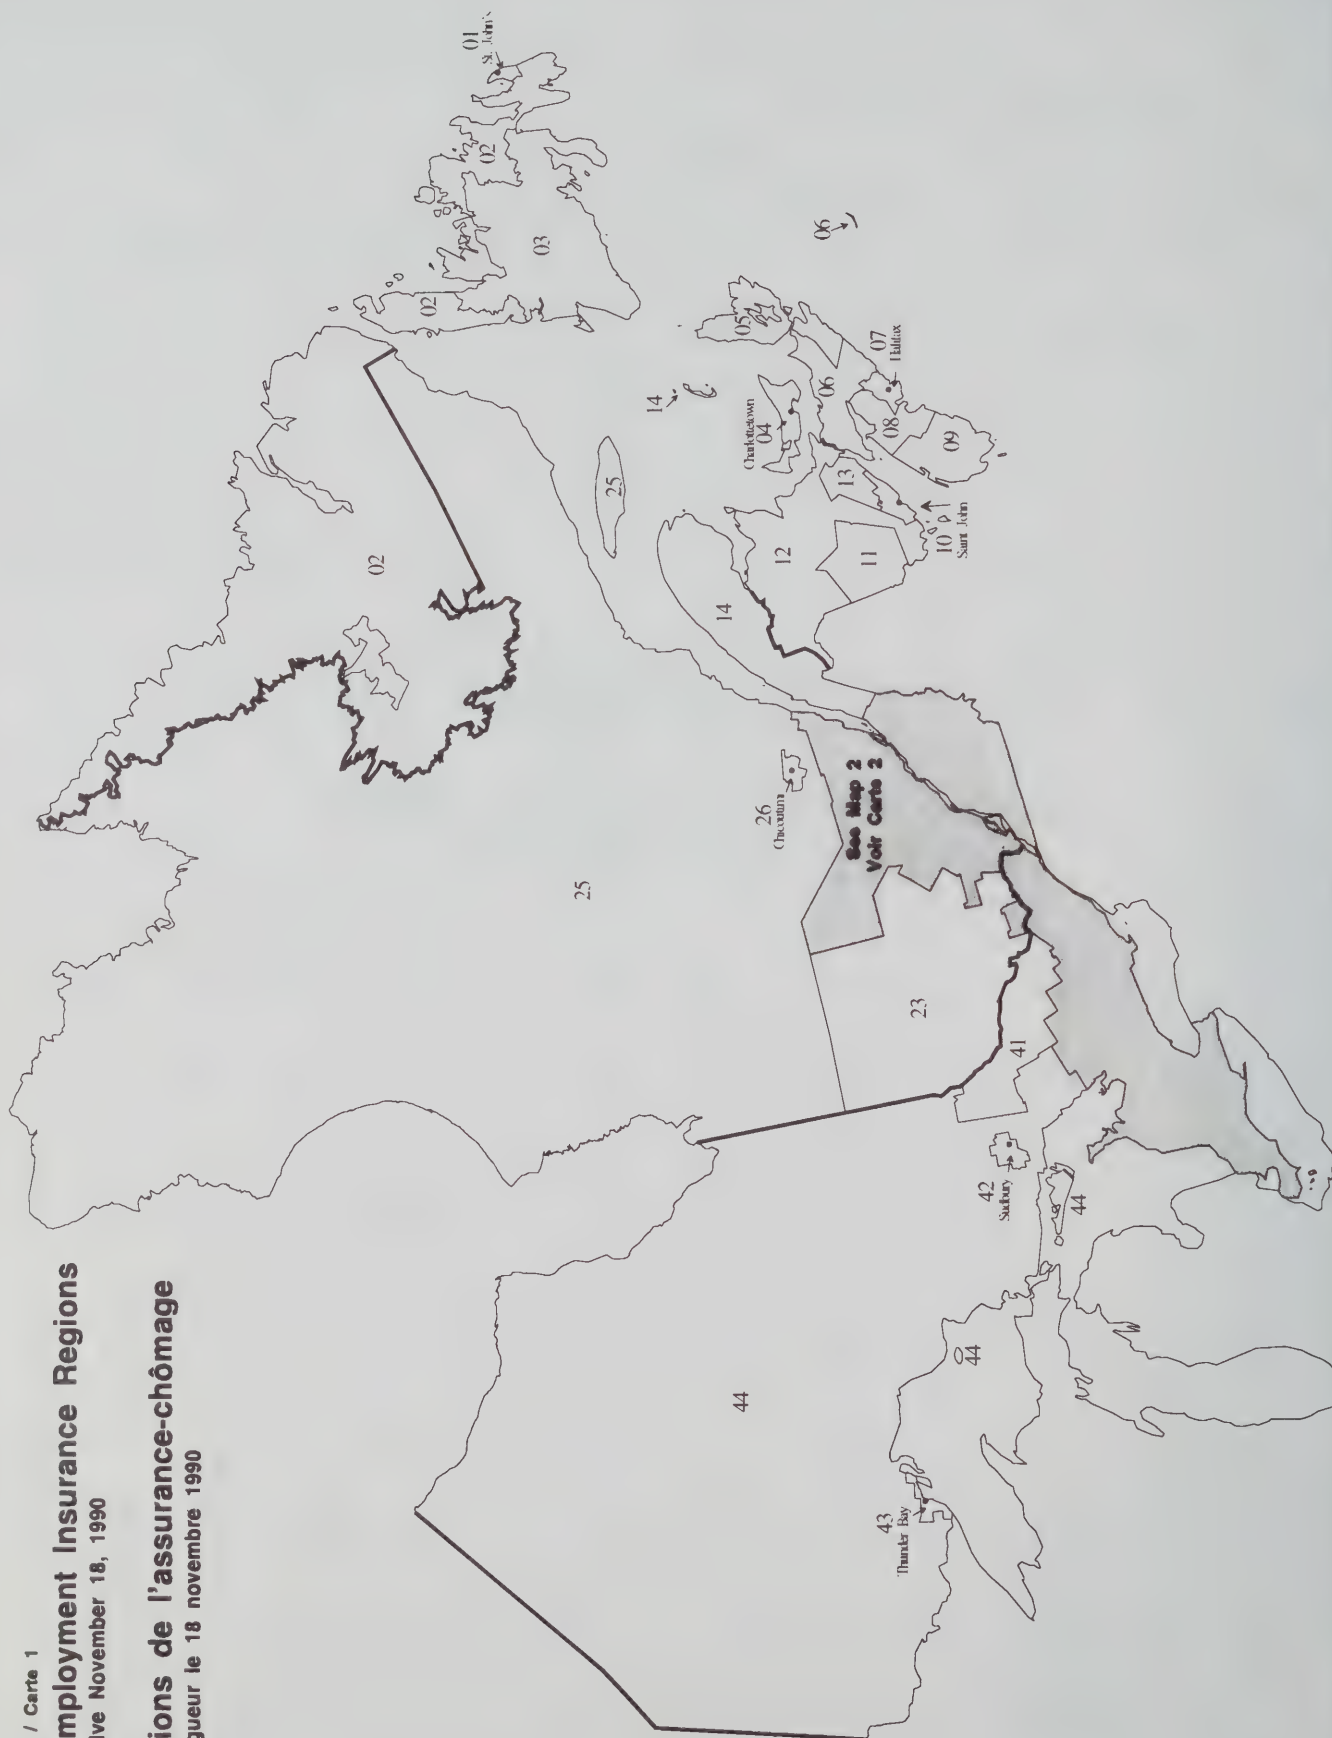 / Carte 1
mployment Insurance Regions
ive November 18, 1990
ions de l'assurance-chômage
gueur le 18 novembre 1990
02
25
44
02
02
02
03
01
St. John's
25
14
14
Charlottetown
04
05
06
06
12
13
11
10
Saint John
08
07
Halifax
09
26
Chicoutimi
See Map 2
Voir Carte 2
23
41
42
Sudbury
44
44
43
Thunder Bay